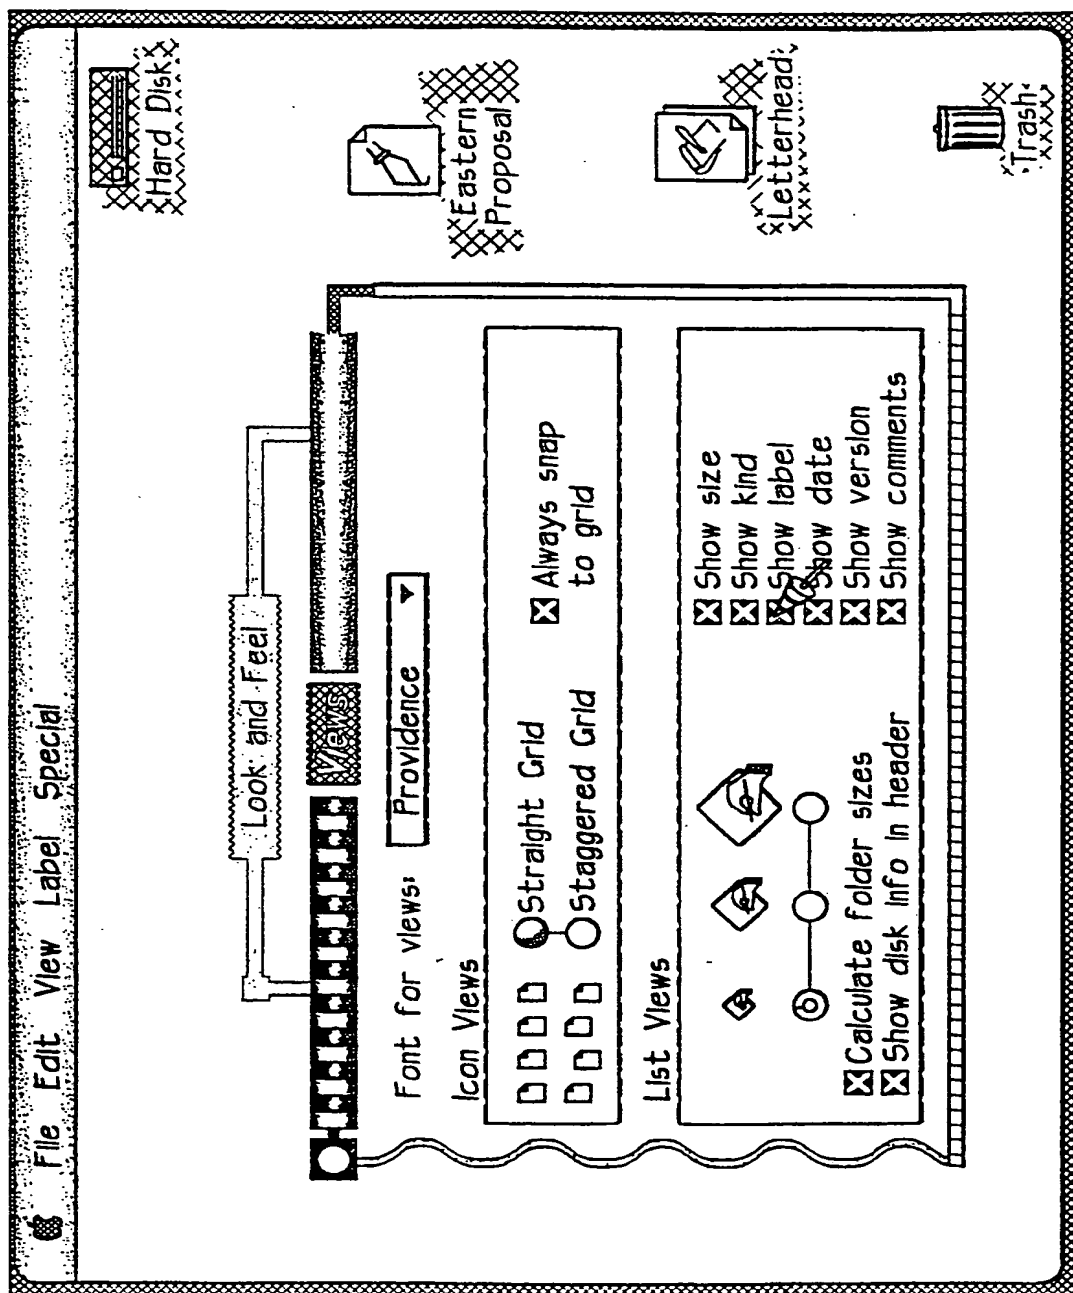 File Edit View Label Special
Hard Disk
Look and Feel
Views
Font for views: Providence
Eastern
Proposal
Icon Views
Straight Grid
Staggered Grid
Always snap
to grid
Letterhead
List Views
Show size
Show kind
Show label
Show date
Show version
Show comments
Calculate folder sizes
Show disk info in header
Trash